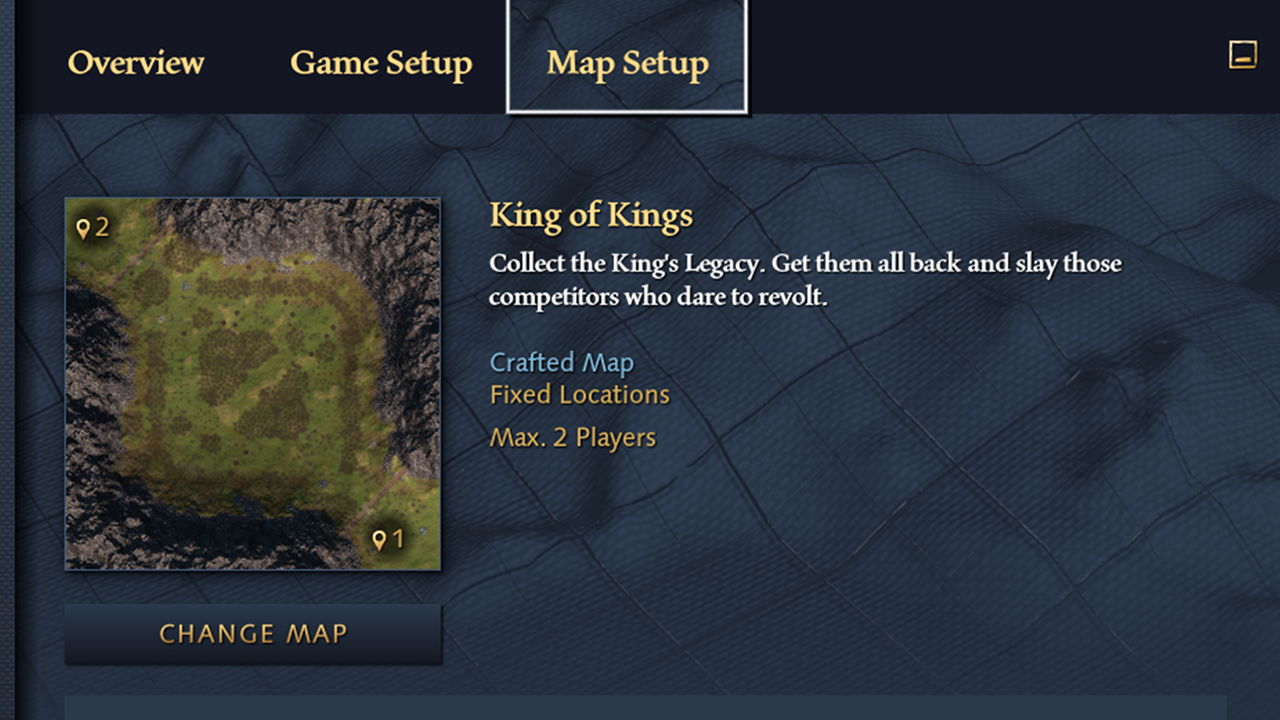 Overview Game Setup Map Setup
2
1
King of Kings
Collect the King's Legacy. Get them all back and slay those
competitors who dare to revolt.
Crafted Map
Fixed Locations
Max. 2 Players
CHANGE MAP